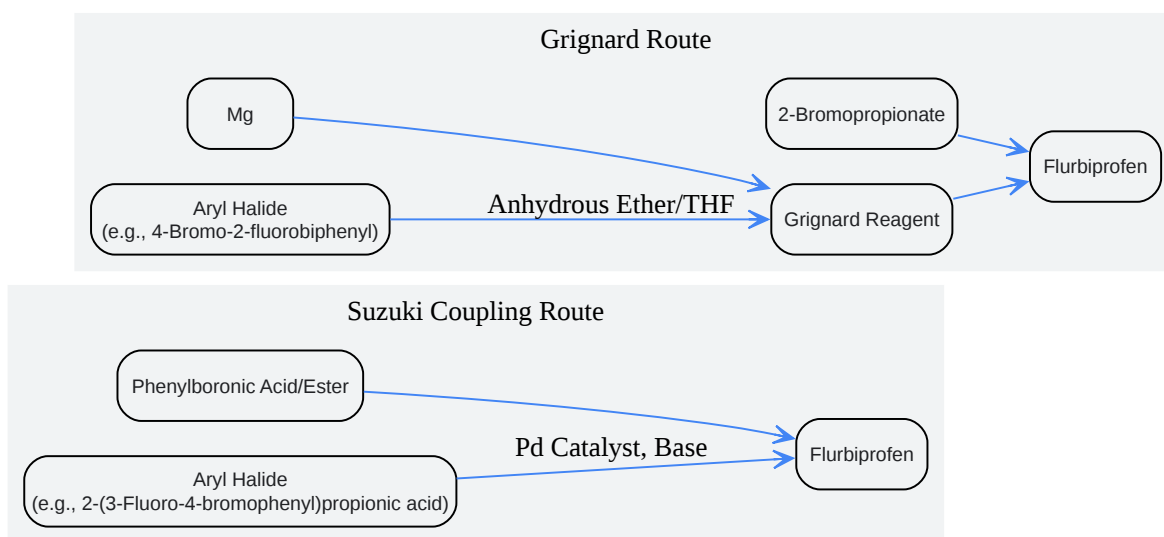 Grignard Route
Mg
2-Bromopropionate
Flurbiprofen
Aryl Halide
(e.g., 4-Bromo-2-fluorobiphenyl)
Anhydrous Ether/THF
Grignard Reagent
Suzuki Coupling Route
Phenylboronic Acid/Ester
Pd Catalyst, Base
Flurbiprofen
Aryl Halide
(e.g., 2-(3-Fluoro-4-bromophenyl)propionic acid)